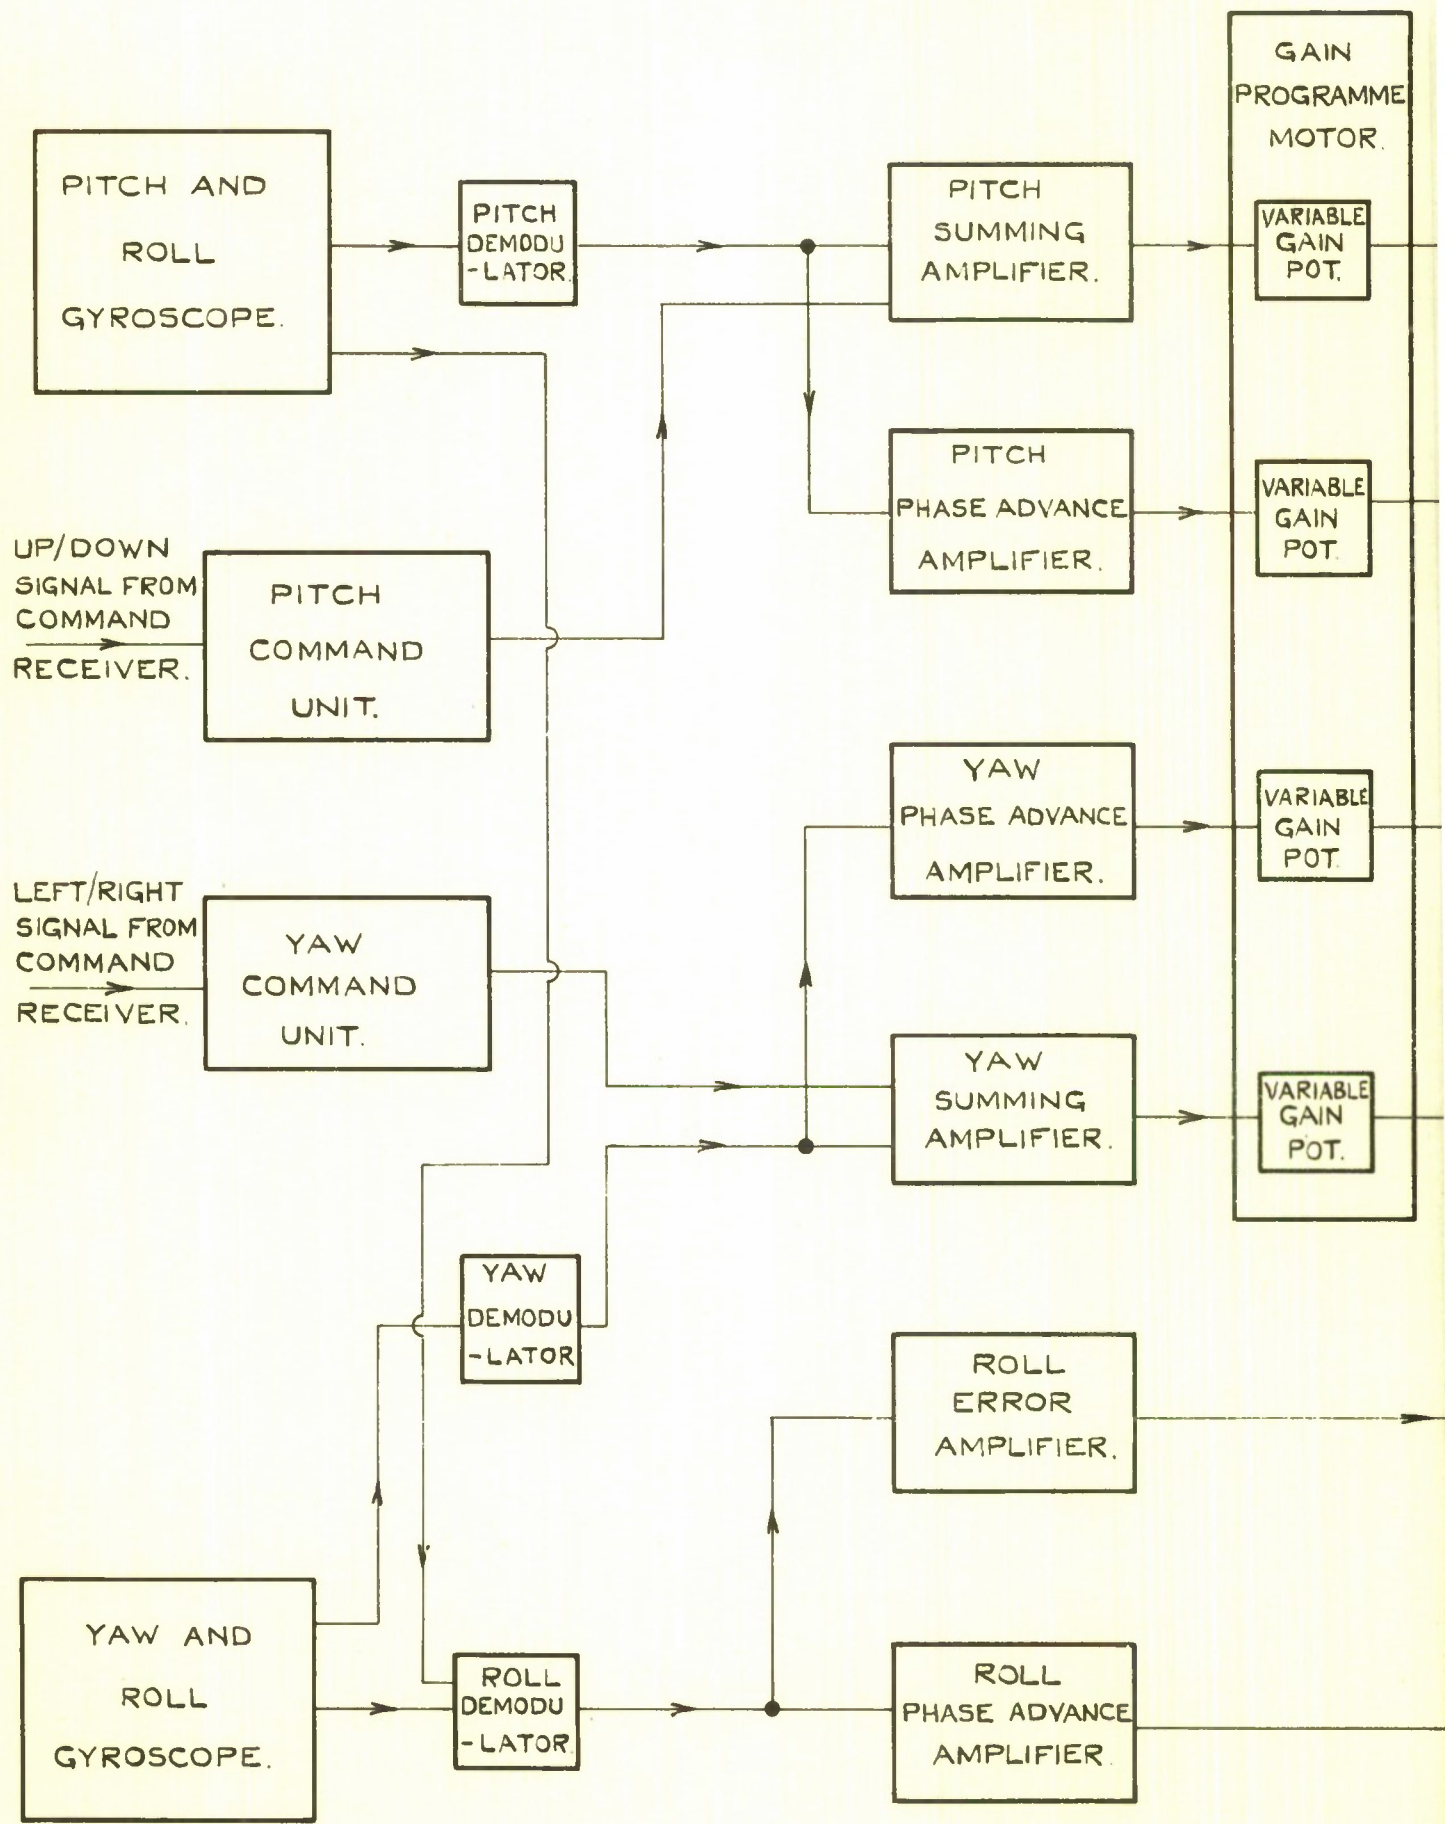 GAIN
PROGRAMME
MOTOR.
PITCH AND
ROLL
GYROSCOPE.
PITCH
DEMODU
-LATOR.
PITCH
SUMMING
AMPLIFIER.
VARIABLE
GAIN
POT.
PITCH
PHASE ADVANCE
AMPLIFIER.
VARIABLE
GAIN
POT.
UP/DOWN
SIGNAL FROM
COMMAND
RECEIVER.
PITCH
COMMAND
UNIT.
YAW
PHASE ADVANCE
AMPLIFIER.
VARIABLE
GAIN
POT.
LEFT/RIGHT
SIGNAL FROM
COMMAND
RECEIVER.
YAW
COMMAND
UNIT.
YAW
SUMMING
AMPLIFIER.
VARIABLE
GAIN
POT.
YAW
DEMODU
-LATOR
ROLL
ERROR
AMPLIFIER.
YAW AND
ROLL
GYROSCOPE.
ROLL
DEMODU
-LATOR.
ROLL
PHASE ADVANCE
AMPLIFIER